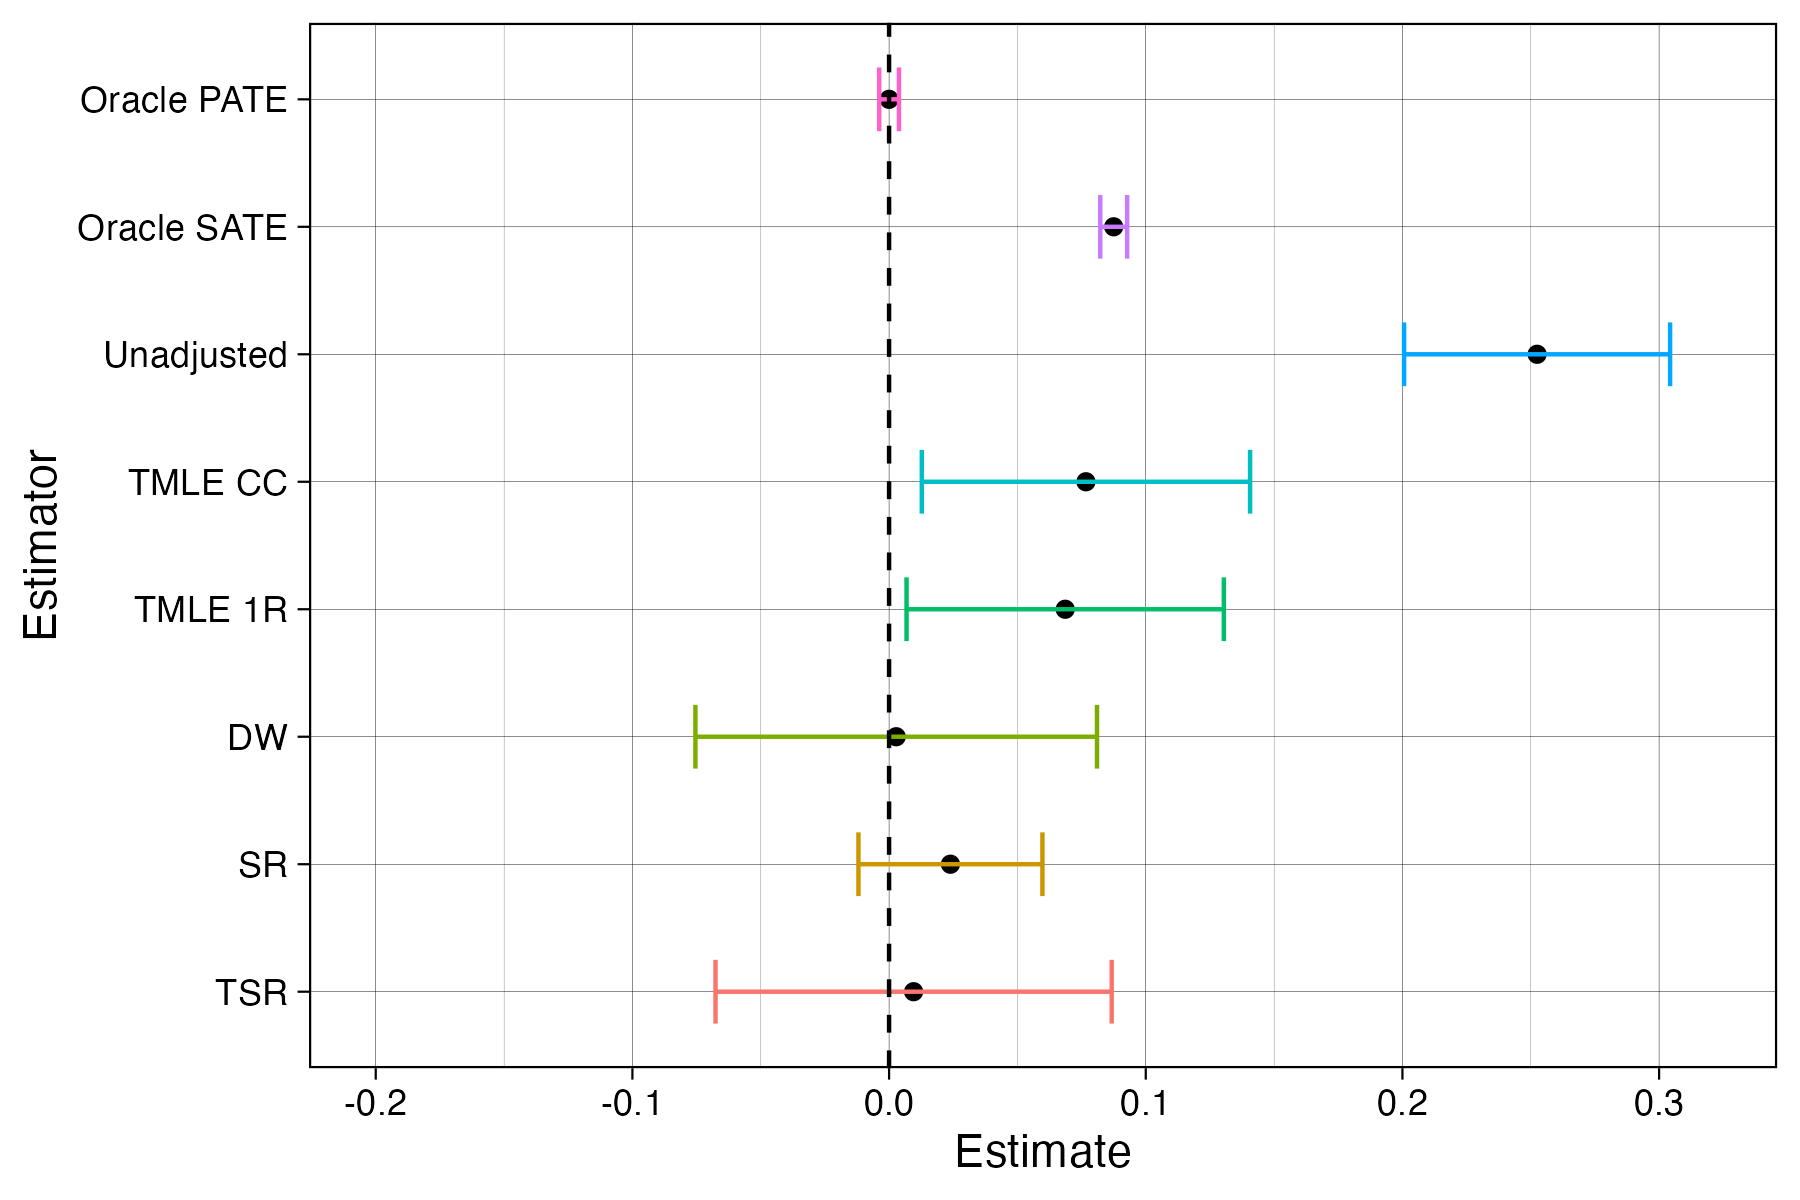 Oracle PATE
Oracle SATE
Unadjusted
TMLE CC
TMLE 1R
DW
SR
TSR
Estimator
-0.2 -0.1 0.0 0.1 0.2 0.3
Estimate